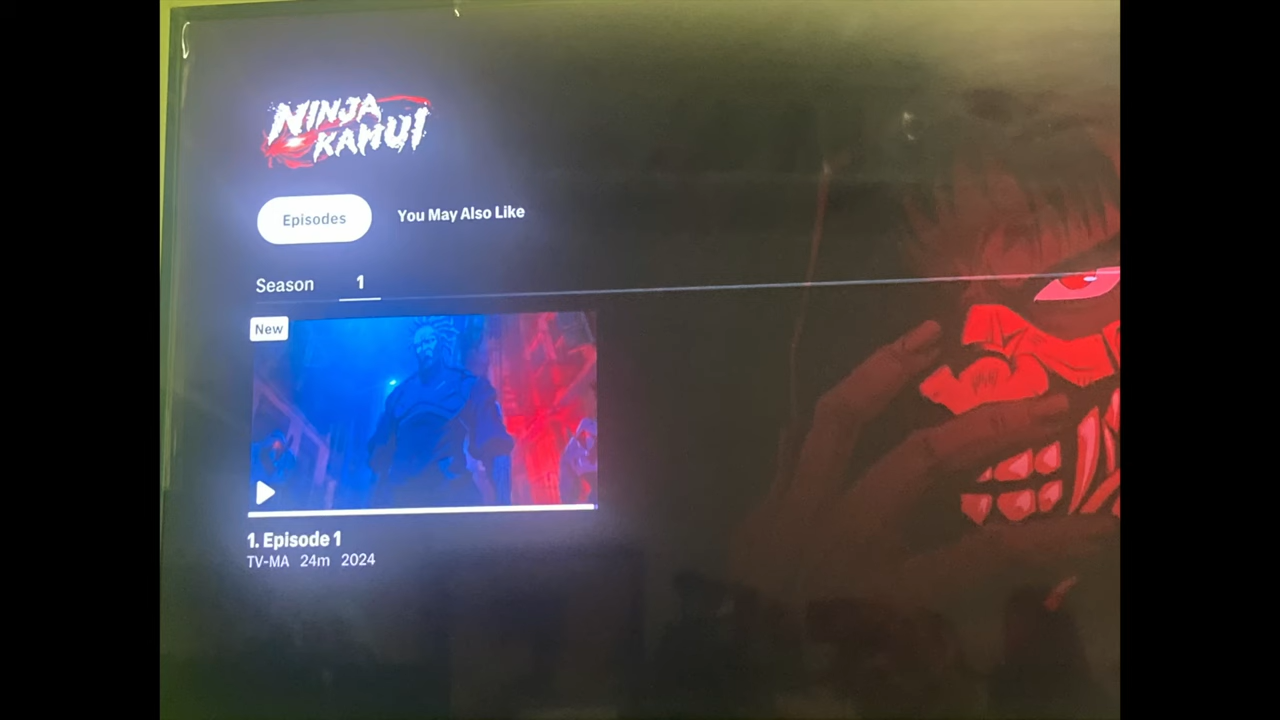 NINJA
KAMUI
Episodes
You May Also Like
Season 1
New
1. Episode 1
TV-MA 24m 2024